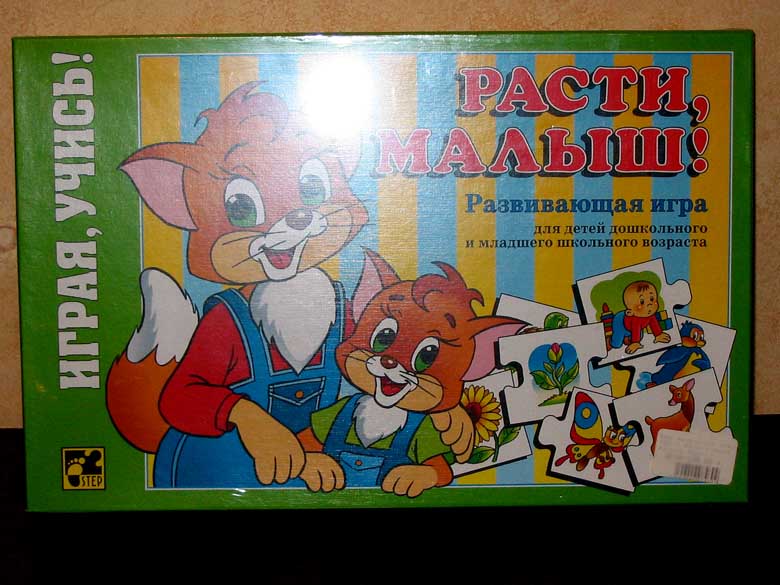 ИГРАЯ, УЧИСЬ!
РАСТИ,
МАЛЫШ!
Развивающая игра
для детей дошкольного
и младшего школьного возраста
STEP